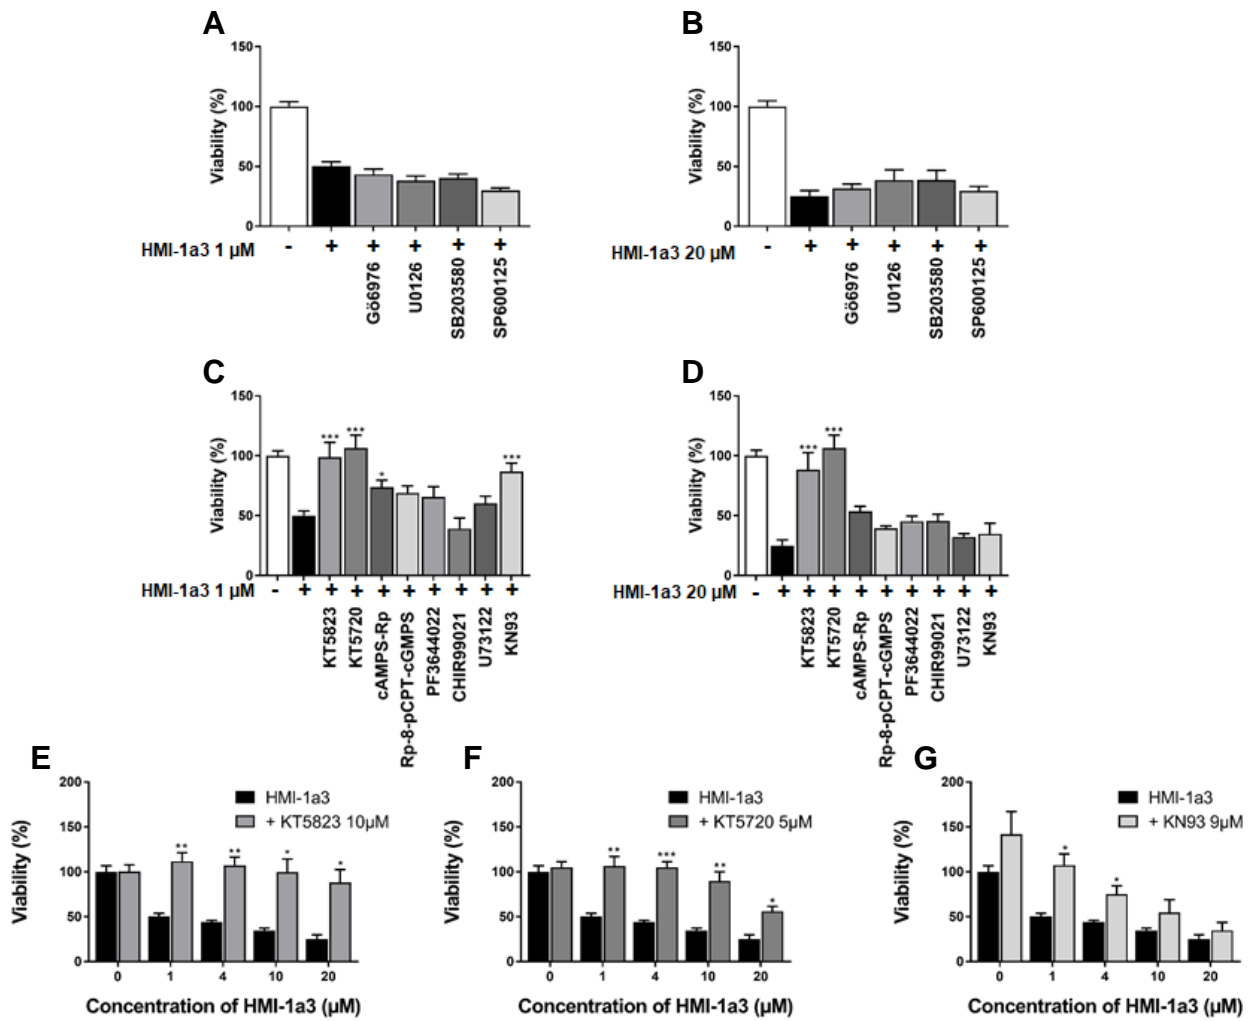 A
B
150
100
50
0
Viability (%)
HMI-1a3 1 µM
- + + + + +
Gö6976
U0126
SB203580
SP600125
150
100
50
0
Viability (%)
HMI-1a3 20 µM
- + + + + +
Gö6976
U0126
SB203580
SP600125
C
D
150
100
50
0
Viability (%)
*** *** * ***
HMI-1a3 1 µM
- + + + + + + + + +
KT5823
KT5720
cAMPS-Rp
Rp-8-pCPT-cGMPS
PF3644022
CHIR99021
U73122
KN93
150
100
50
0
Viability (%)
*** ***
HMI-1a3 20 µM
- + + + + + + + + +
KT5823
KT5720
cAMPS-Rp
Rp-8-pCPT-cGMPS
PF3644022
CHIR99021
U73122
KN93
E
F
G
200
150
100
50
0
Viability (%)
HMI-1a3
+ KT5823 10µM
** ** * *
0 1 4 10 20
Concentration of HMI-1a3 (µM)
200
150
100
50
0
Viability (%)
HMI-1a3
+ KT5720 5µM
** *** ** *
0 1 4 10 20
Concentration of HMI-1a3 (µM)
200
150
100
50
0
Viability (%)
HMI-1a3
+ KN93 9µM
* *
0 1 4 10 20
Concentration of HMI-1a3 (µM)